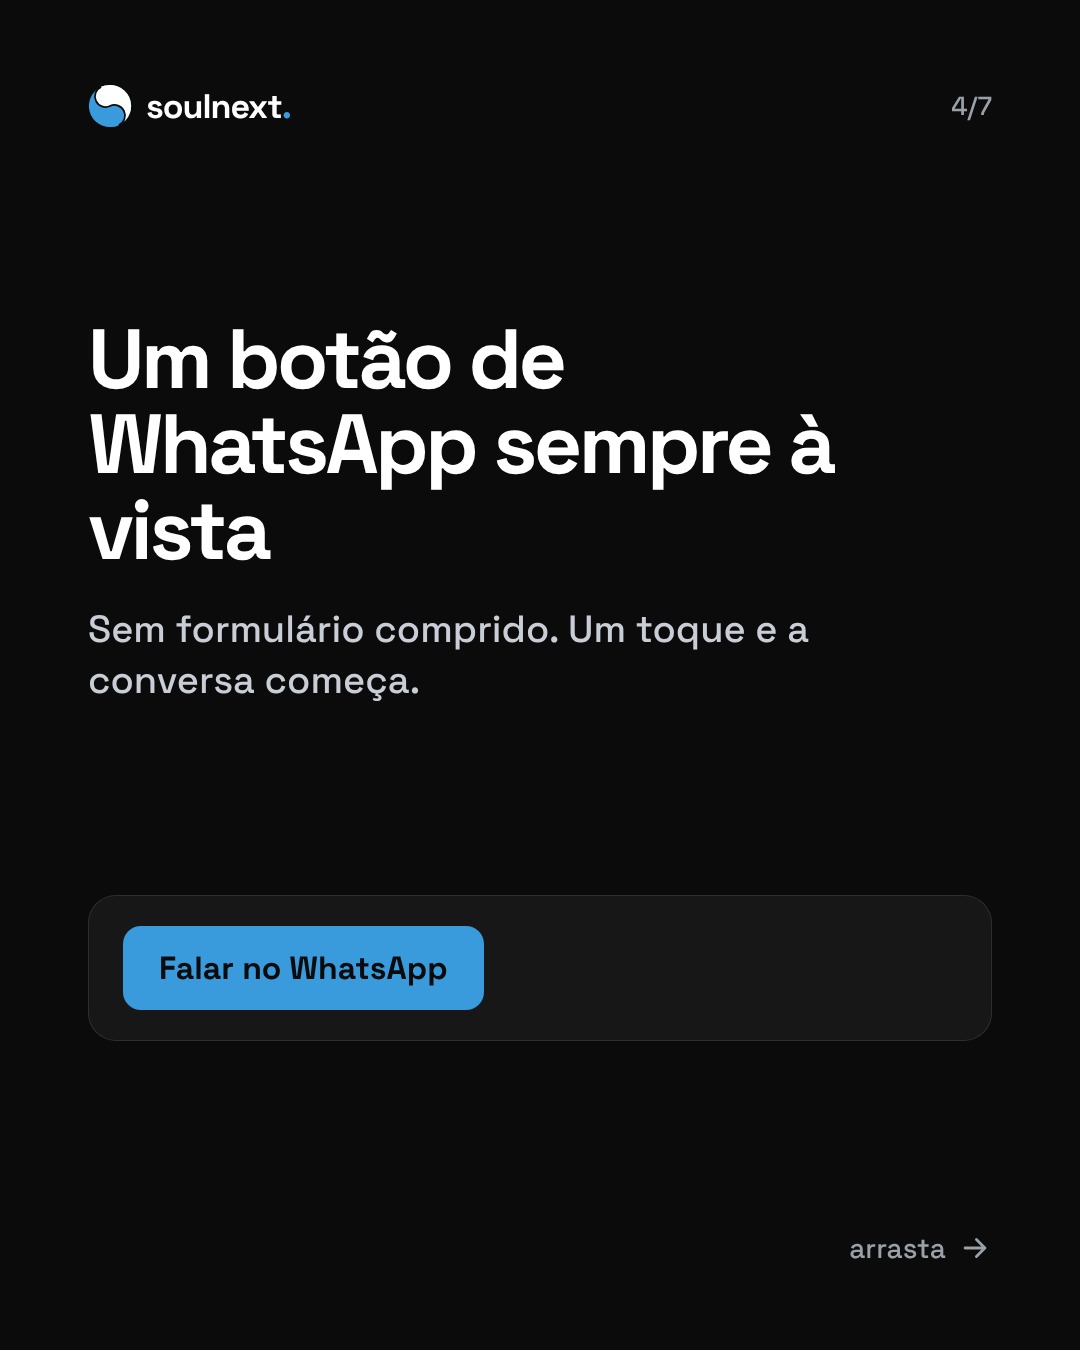 soulnext.
4/7
Um botão de
WhatsApp sempre à
vista
Sem formulário comprido. Um toque e a
conversa começa.
Falar no WhatsApp
arrasta →